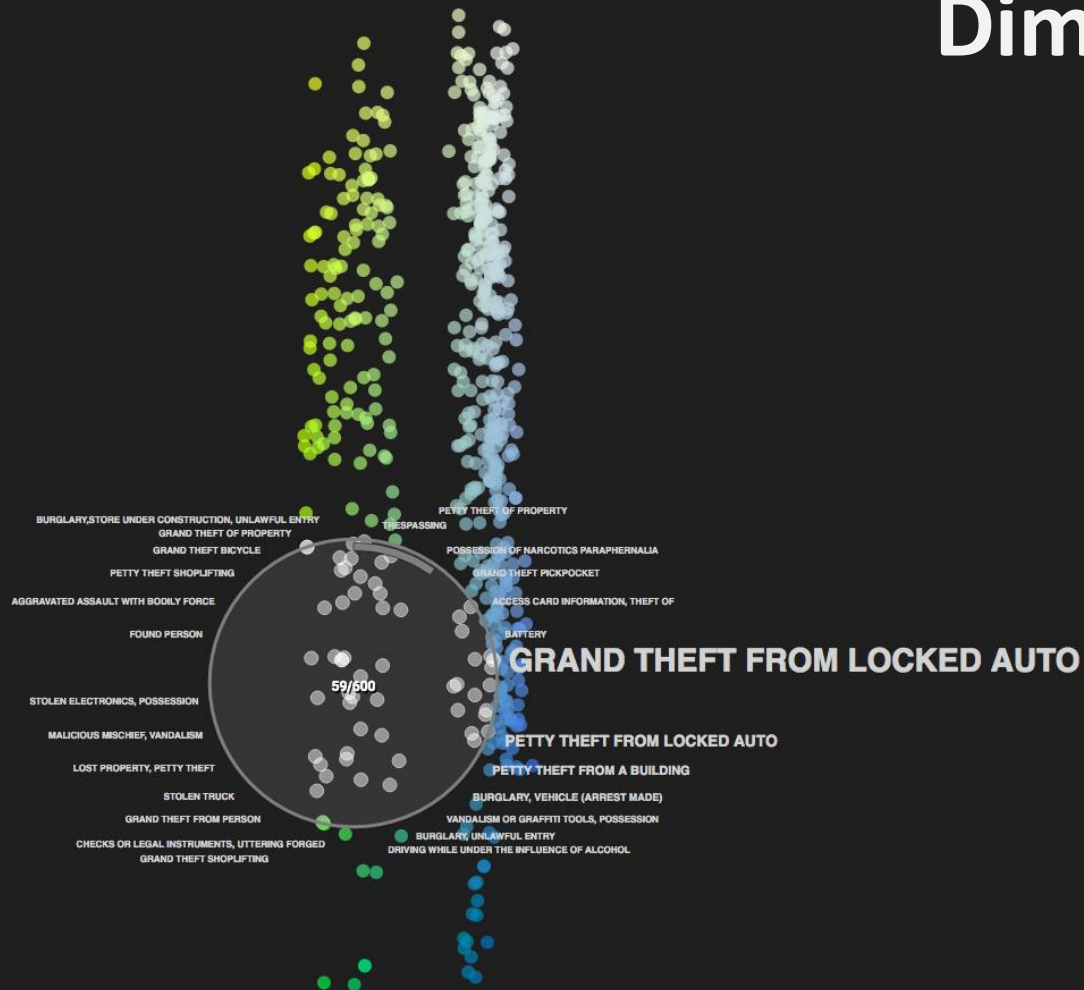 Dim
PETTY THEFT OF PROPERTY
BURGLARY,STORE UNDER CONSTRUCTION, UNLAWFUL ENTRY
TRESPASSING
GRAND THEFT OF PROPERTY
GRAND THEFT BICYCLE
POSSESSION OF NARCOTICS PARAPHERNALIA
PETTY THEFT SHOPLIFTING
GRAND THEFT PICKPOCKET
AGGRAVATED ASSAULT WITH BODILY FORCE
ACCESS CARD INFORMATION, THEFT OF
FOUND PERSON
BATTERY
GRAND THEFT FROM LOCKED AUTO
59/600
STOLEN ELECTRONICS, POSSESSION
MALICIOUS MISCHIEF, VANDALISM
PETTY THEFT FROM LOCKED AUTO
LOST PROPERTY, PETTY THEFT
PETTY THEFT FROM A BUILDING
STOLEN TRUCK
BURGLARY, VEHICLE (ARREST MADE)
GRAND THEFT FROM PERSON
VANDALISM OR GRAFFITI TOOLS, POSSESSION
BURGLARY, UNLAWFUL ENTRY
CHECKS OR LEGAL INSTRUMENTS, UTTERING FORGED
DRIVING WHILE UNDER THE INFLUENCE OF ALCOHOL
GRAND THEFT SHOPLIFTING